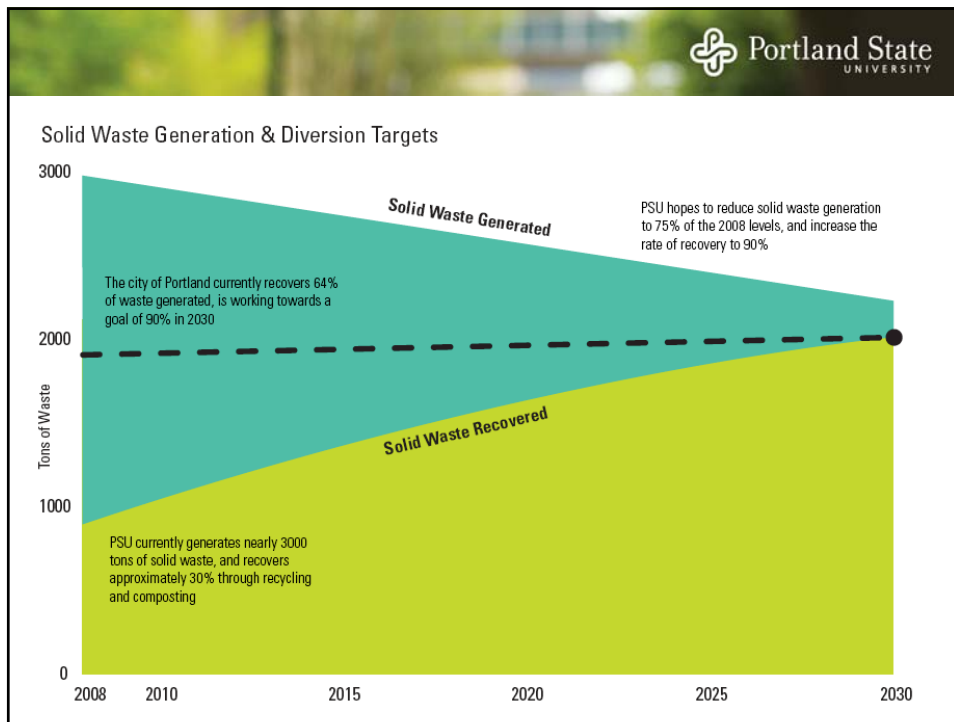 Portland State
UNIVERSITY
Solid Waste Generation & Diversion Targets
3000
Solid Waste Generated
PSU hopes to reduce solid waste generation
to 75% of the 2008 levels, and increase the
rate of recovery to 90%
The city of Portland currently recovers 64%
of waste generated, is working towards a
goal of 90% in 2030
2000
Tons of Waste
Solid Waste Recovered
1000
PSU currently generates nearly 3000
tons of solid waste, and recovers
approximately 30% through recycling
and composting
0
2008 2010 2015 2020 2025 2030